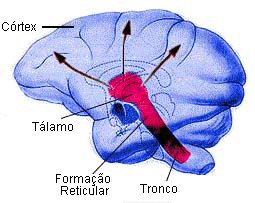 Córtex
Tálamo
Formação
Reticular
Tronco